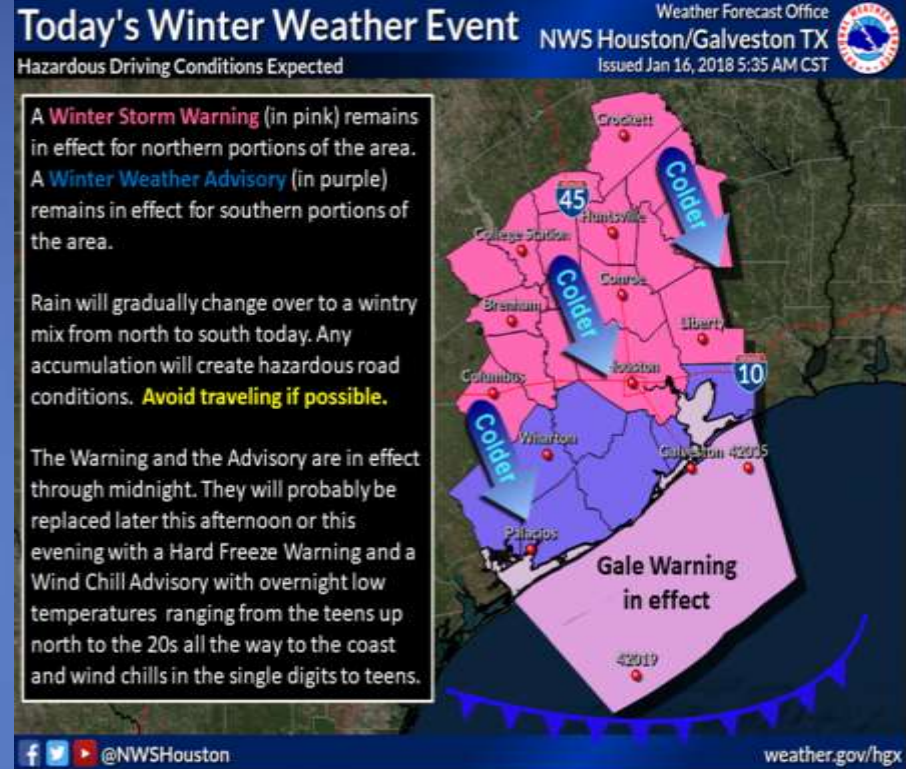 Today's Winter Weather Event
Weather Forecast Office
NWS Houston/Galveston TX
Issued Jan 16, 2018 5:35 AM CST
Hazardous Driving Conditions Expected
A Winter Storm Warning (in pink) remains
in effect for northern portions of the area.
A Winter Weather Advisory (in purple)
remains in effect for southern portions of
the area.
Rain will gradually change over to a wintry
mix from north to south today. Any
accumulation will create hazardous road
conditions. Avoid traveling if possible.
The Warning and the Advisory are in effect
through midnight. They will probably be
replaced later this afternoon or this
evening with a Hard Freeze Warning and a
Wind Chill Advisory with overnight low
temperatures ranging from the teens up
north to the 20s all the way to the coast
and wind chills in the single digits to teens.
Crockett
Colder
45
Huntsville
College Station
Colder
Conroe
Brenham
Liberty
Houston
10
Columbus
Colder
Wharton
Galveston
42035
Palacios
Gale Warning
in effect
42019
@NWSHouston
weather.gov/hgx